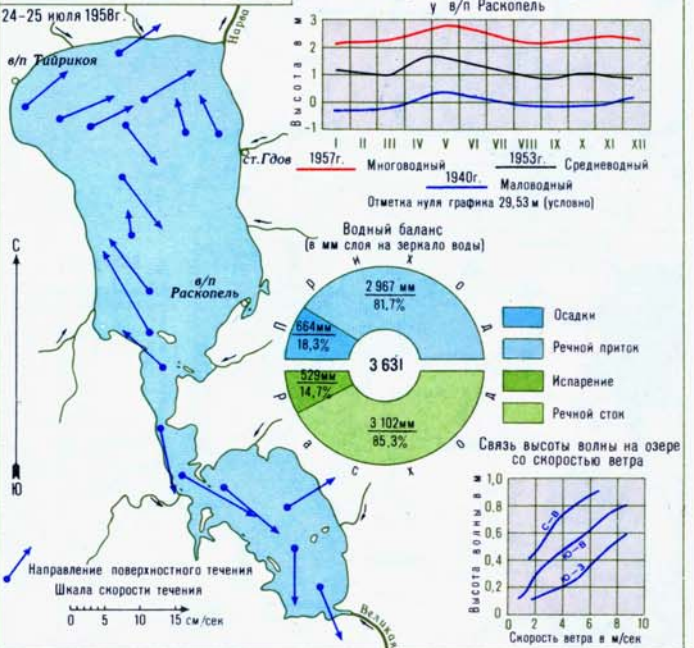 24-25 июля 1958г.
Нарва
в/п Тийрикоя
ст.Гдов
в/п
Раскопель
С
Ю
Направление поверхностного течения
Шкала скорости течения
0 5 10 15 см/сек
Великая
у в/п Раскопель
Высота в м
3
2
1
0
-1
I II III IV V VI VII VIII IX X XI XII
1957г. Многоводный 1953г. Средневодный
1940г. Маловодный
Отметка нуля графика 29,53 м (условно)
Водный баланс
(в мм слоя на зеркало воды)
Приход
2 967 мм
81,7%
664мм
18,3%
3 631
529мм
14,7%
3 102мм
85,3%
Расход
Осадки
Речной приток
Испарение
Речной сток
Связь высоты волны на озере
со скоростью ветра
Высота волны в м
1,0
0,8
0,6
0,4
0,2
0
С-В
Ю-В
Ю-З
2 4 6 8 10
Скорость ветра в м/сек